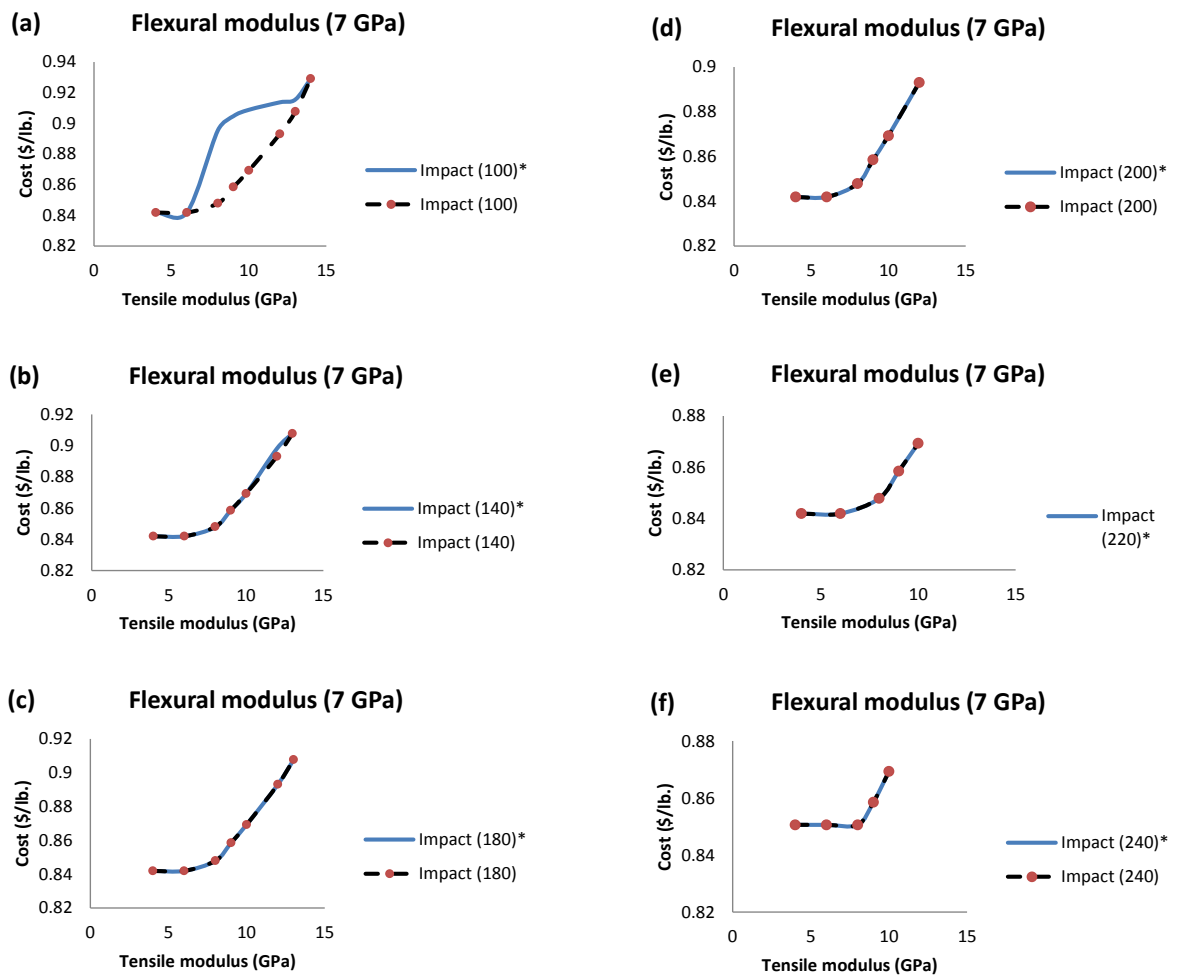 (a)
Flexural modulus (7 GPa)
0.94
0.92
0.9
0.88
0.86
0.84
0.82
Cost ($/lb.)
0 5 10 15
Tensile modulus (GPa)
Impact (100)*
Impact (100)
(b)
Flexural modulus (7 GPa)
0.92
0.9
0.88
0.86
0.84
0.82
Cost ($/lb.)
0 5 10 15
Tensile modulus (GPa)
Impact (140)*
Impact (140)
(c)
Flexural modulus (7 GPa)
0.92
0.9
0.88
0.86
0.84
0.82
Cost ($/lb.)
0 5 10 15
Tensile modulus (GPa)
Impact (180)*
Impact (180)
(d)
Flexural modulus (7 GPa)
0.9
0.88
0.86
0.84
0.82
Cost ($/lb.)
0 5 10 15
Tensile modulus (GPa)
Impact (200)*
Impact (200)
(e)
Flexural modulus (7 GPa)
0.88
0.86
0.84
0.82
Cost ($/lb.)
0 5 10 15
Tensile modulus (GPa)
Impact
(220)*
(f)
Flexural modulus (7 GPa)
0.88
0.86
0.84
0.82
Cost ($/lb.)
0 5 10 15
Tensile modulus (GPa)
Impact (240)*
Impact (240)